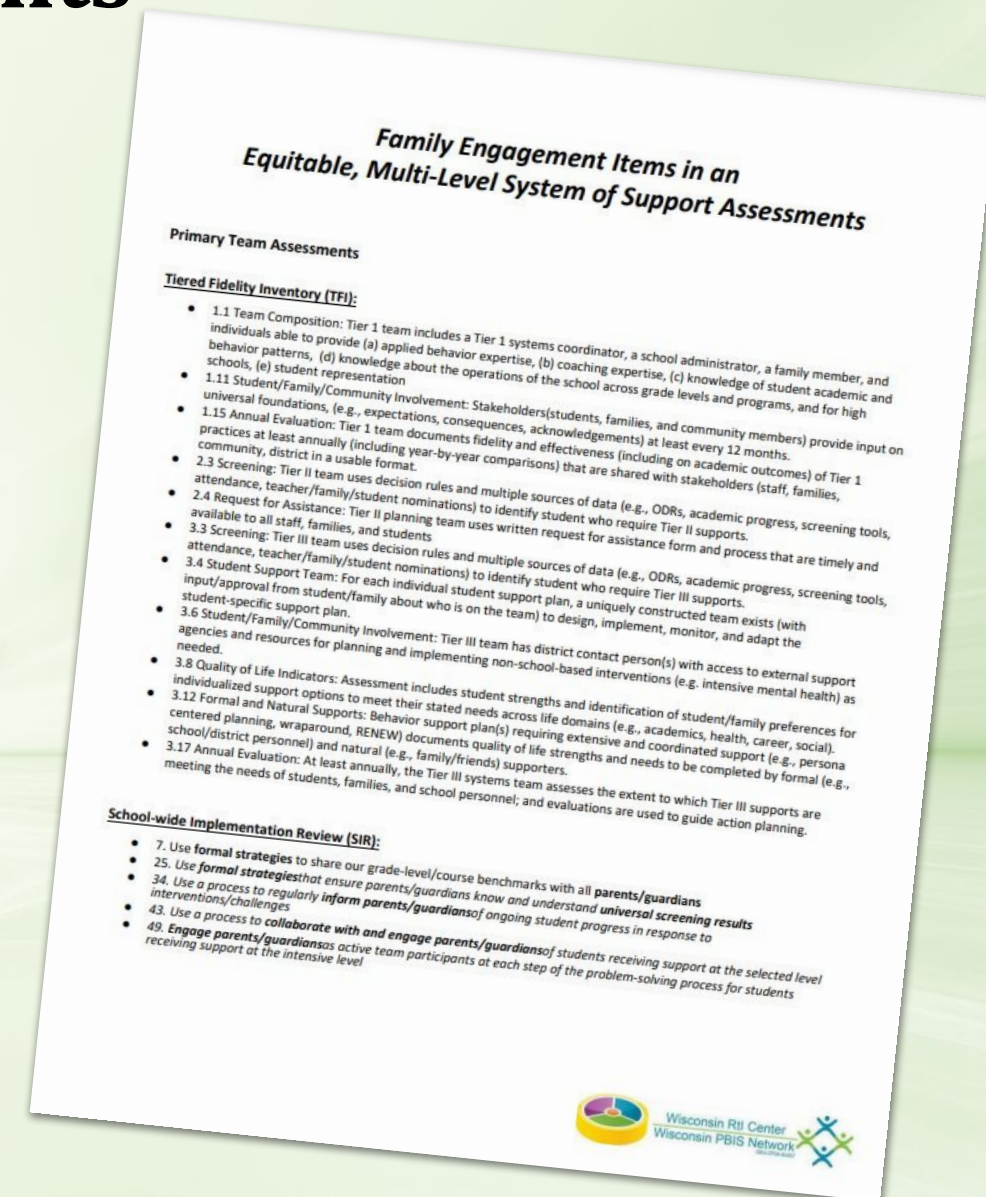 Family Engagement Items in an
Equitable, Multi-Level System of Support Assessments
Primary Team Assessments
Tiered Fidelity Inventory (TFI):
• 1.1 Team Composition: Tier 1 team includes a Tier 1 systems coordinator, a school administrator, a family member, and
individuals able to provide (a) applied behavior expertise, (b) coaching expertise, (c) knowledge of student academic and
behavior patterns, (d) knowledge about the operations of the school across grade levels and programs, and for high
schools, (e) student representation
• 1.11 Student/Family/Community Involvement: Stakeholders(students, families, and community members) provide input on
universal foundations, (e.g., expectations, consequences, acknowledgements) at least every 12 months.
• 1.15 Annual Evaluation: Tier 1 team documents fidelity and effectiveness (including on academic outcomes) of Tier 1
practices at least annually (including year-by-year comparisons) that are shared with stakeholders (staff, families,
community, district in a usable format.
• 2.3 Screening: Tier II team uses decision rules and multiple sources of data (e.g., ODRs, academic progress, screening tools,
attendance, teacher/family/student nominations) to identify student who require Tier II supports.
• 2.4 Request for Assistance: Tier II planning team uses written request for assistance form and process that are timely and
available to all staff, families, and students
• 3.3 Screening: Tier III team uses decision rules and multiple sources of data (e.g., ODRs, academic progress, screening tools,
attendance, teacher/family/student nominations) to identify student who require Tier III supports.
• 3.4 Student Support Team: For each individual student support plan, a uniquely constructed team exists (with
input/approval from student/family about who is on the team) to design, implement, monitor, and adapt the
student-specific support plan.
• 3.6 Student/Family/Community Involvement: Tier III team has district contact person(s) with access to external support
agencies and resources for planning and implementing non-school-based interventions (e.g. intensive mental health) as
needed.
• 3.8 Quality of Life Indicators: Assessment includes student strengths and identification of student/family preferences for
individualized support options to meet their stated needs across life domains (e.g., academics, health, career, social).
• 3.12 Formal and Natural Supports: Behavior support plan(s) requiring extensive and coordinated support (e.g., persona
centered planning, wraparound, RENEW) documents quality of life strengths and needs to be completed by formal (e.g.,
school/district personnel) and natural (e.g., family/friends) supporters.
• 3.17 Annual Evaluation: At least annually, the Tier III systems team assesses the extent to which Tier III supports are
meeting the needs of students, families, and school personnel; and evaluations are used to guide action planning.
School-wide Implementation Review (SIR):
• 7. Use formal strategies to share our grade-level/course benchmarks with all parents/guardians
• 25. Use formal strategiesthat ensure parents/guardians know and understand universal screening results
• 34. Use a process to regularly inform parents/guardiansof ongoing student progress in response to
interventions/challenges
• 43. Use a process to collaborate with and engage parents/guardiansof students receiving support at the selected level
• 49. Engage parents/guardiansas active team participants at each step of the problem-solving process for students
receiving support at the intensive level
Wisconsin RtI Center
Wisconsin PBIS Network